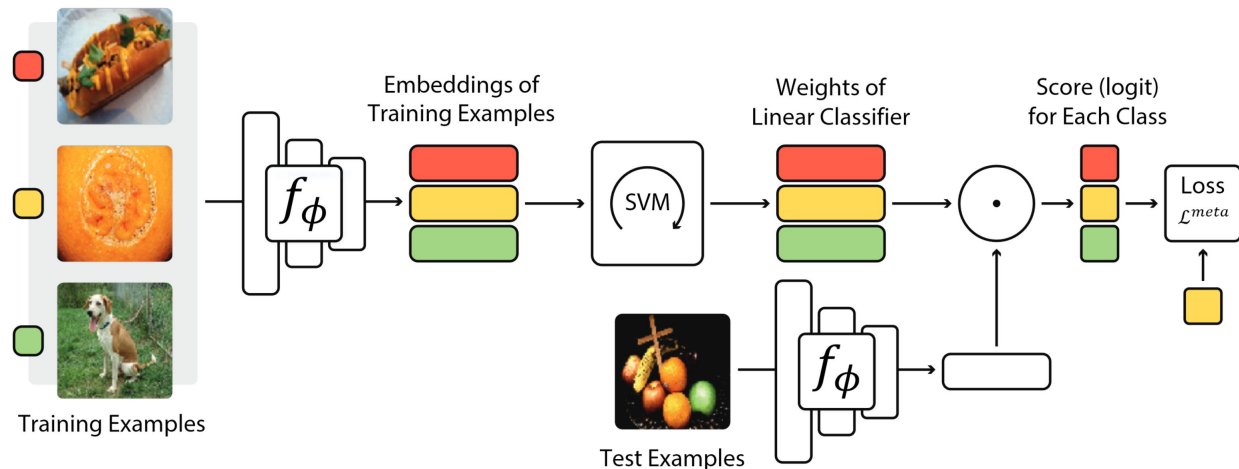 Embeddings of
Training Examples
Weights of
Linear Classifier
Score (logit)
for Each Class
f_ϕ
SVM
·
Loss
ℒ^{meta}
f_ϕ
Training Examples
Test Examples